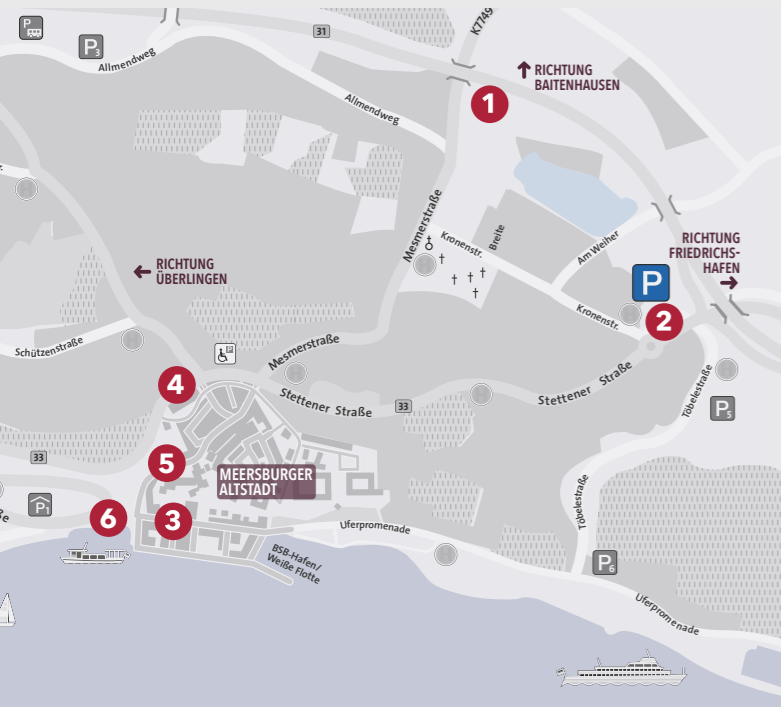 P
P3
Allmendweg
31
K7749
RICHTUNG
BAITENHAUSEN
1
Allmendweg
Mesmerstraße
Kronenstr.
Breite
Am Weiher
RICHTUNG
FRIEDRICHS-
HAFEN
P
2
Kronenstr.
r.
RICHTUNG
ÜBERLINGEN
Schützenstraße
P
Mesmerstraße
4
Stettener Straße
33
Stettener Straße
Töbelestraße
P5
33
5
MEERSBURGER
ALTSTADT
P1
ße
6
3
Uferpromenade
Töbelestraße
BSB-Hafen/
Weiße Flotte
P6
Uferpromenade